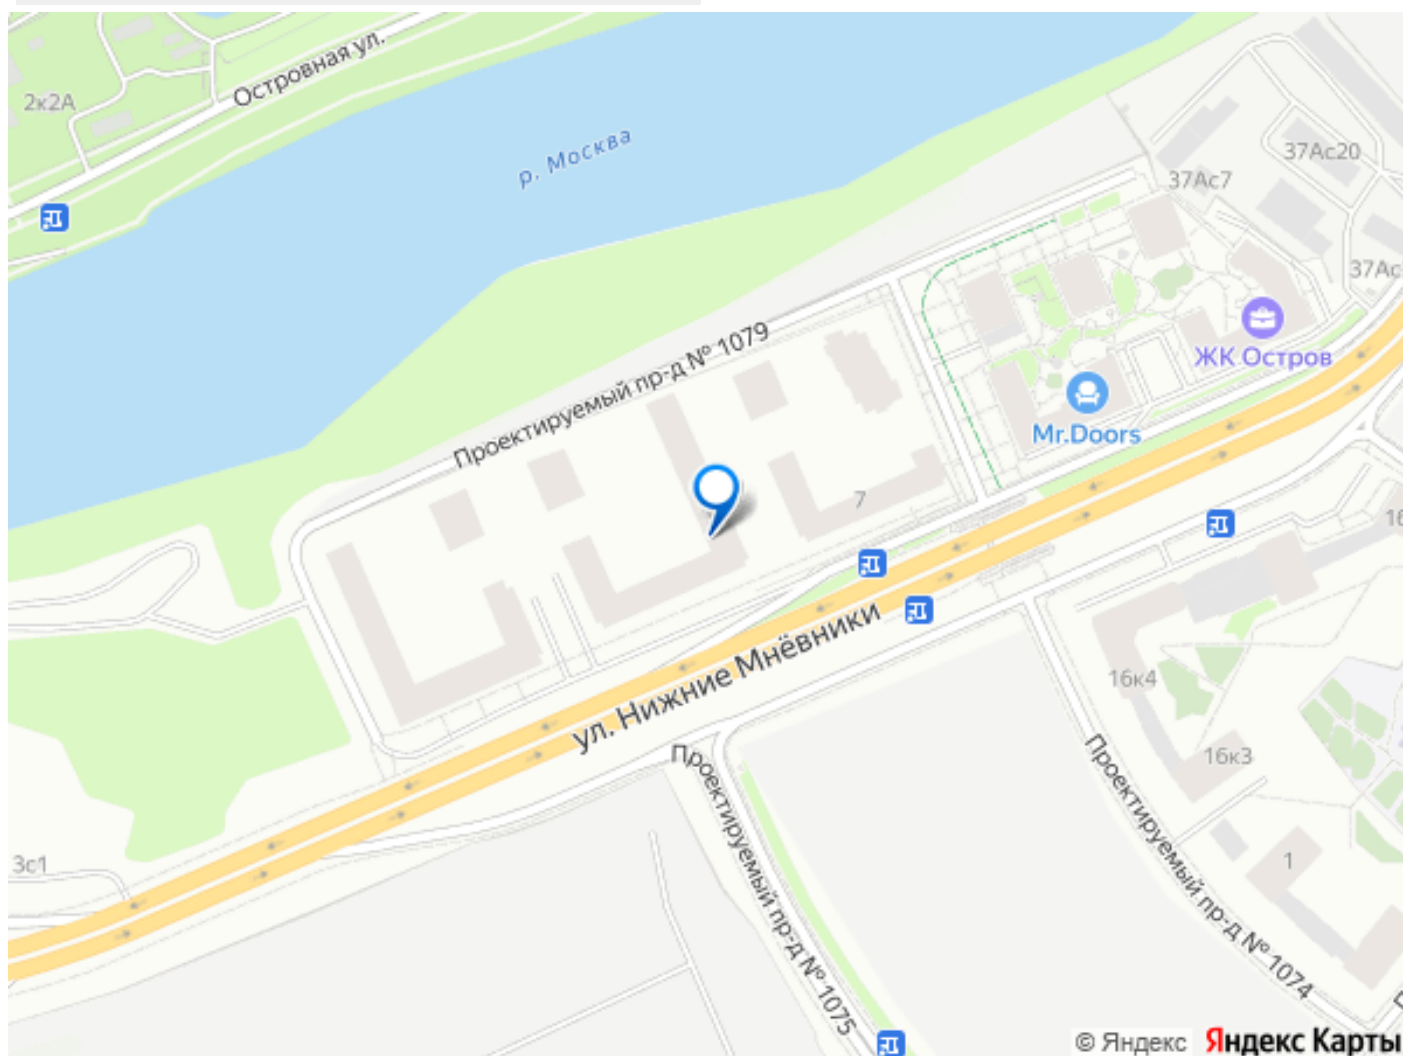 Островная ул.
2к2А
р. Москва
37Ас20
37Ас7
37Ас
Проектируемый пр-д № 1079
ЖК Остров
Mr.Doors
7
16
ул. Нижние Мнёвники
16к4
16к3
Проектируемый пр-д № 1075
Проектируемый пр-д № 1074
1
3с1
© Яндекс Яндекс Карты